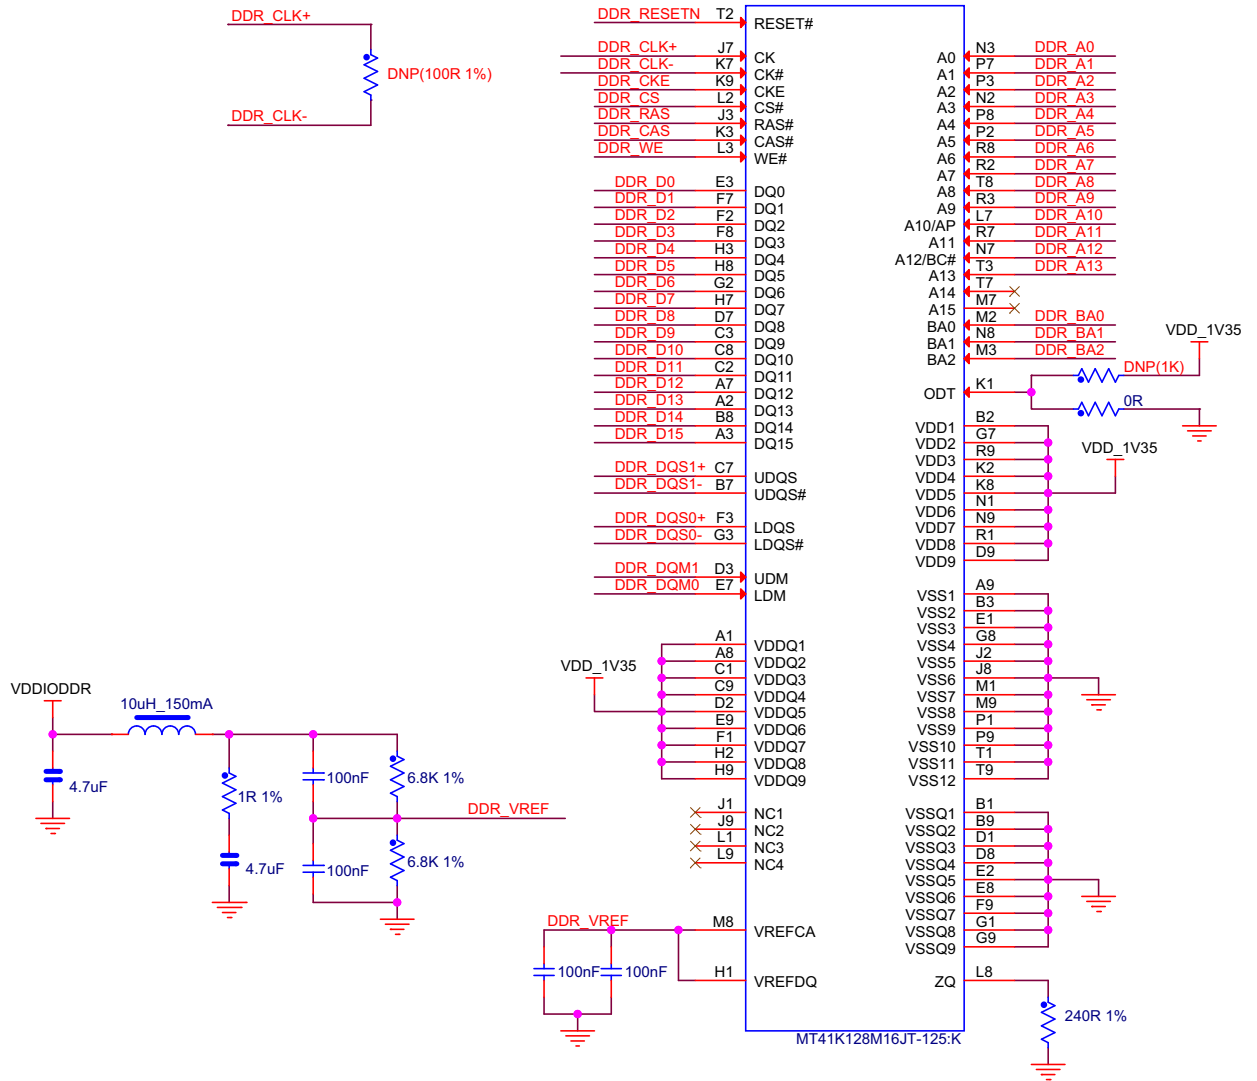 DDR_CLK+
DNP(100R 1%)
DDR_CLK-
DDR_RESETN T2 RESET#
DDR_CLK+ J7 CK
DDR_CLK- K7 CK#
DDR_CKE K9 CKE
DDR_CS L2 CS#
DDR_RAS J3 RAS#
DDR_CAS K3 CAS#
DDR_WE L3 WE#
DDR_D0 E3 DQ0
DDR_D1 F7 DQ1
DDR_D2 F2 DQ2
DDR_D3 F8 DQ3
DDR_D4 H3 DQ4
DDR_D5 H8 DQ5
DDR_D6 G2 DQ6
DDR_D7 H7 DQ7
DDR_D8 D7 DQ8
DDR_D9 C3 DQ9
DDR_D10 C8 DQ10
DDR_D11 C2 DQ11
DDR_D12 A7 DQ12
DDR_D13 A2 DQ13
DDR_D14 B8 DQ14
DDR_D15 A3 DQ15
DDR_DQS1+ C7 UDQS
DDR_DQS1- B7 UDQS#
DDR_DQS0+ F3 LDQS
DDR_DQS0- G3 LDQS#
DDR_DQM1 D3 UDM
DDR_DQM0 E7 LDM
VDD_1V35
A1 VDDQ1
A8 VDDQ2
C1 VDDQ3
C9 VDDQ4
D2 VDDQ5
E9 VDDQ6
F1 VDDQ7
H2 VDDQ8
H9 VDDQ9
J1 NC1
J9 NC2
L1 NC3
L9 NC4
DDR_VREF
M8 VREFCA
100nF
100nF
H1 VREFDQ
A0 N3 DDR_A0
A1 P7 DDR_A1
A2 P3 DDR_A2
A3 N2 DDR_A3
A4 P8 DDR_A4
A5 P2 DDR_A5
A6 R8 DDR_A6
A7 R2 DDR_A7
A8 T8 DDR_A8
A9 R3 DDR_A9
A10/AP L7 DDR_A10
A11 R7 DDR_A11
A12/BC# N7 DDR_A12
A13 T3 DDR_A13
A14 T7
A15 M7
BA0 M2 DDR_BA0
BA1 N8 DDR_BA1
BA2 M3 DDR_BA2
VDD_1V35
DNP(1K)
ODT K1
0R
VDD1 B2
VDD2 G7
VDD3 R9
VDD4 K2
VDD5 K8
VDD6 N1
VDD7 N9
VDD8 R1
VDD9 D9
VDD_1V35
VSS1 A9
VSS2 B3
VSS3 E1
VSS4 G8
VSS5 J2
VSS6 J8
VSS7 M1
VSS8 M9
VSS9 P1
VSS10 P9
VSS11 T1
VSS12 T9
VSSQ1 B1
VSSQ2 B9
VSSQ3 D1
VSSQ4 D8
VSSQ5 E2
VSSQ6 E8
VSSQ7 F9
VSSQ8 G1
VSSQ9 G9
ZQ L8
240R 1%
MT41K128M16JT-125:K
VDDIODDR
10uH_150mA
4.7uF
1R 1%
4.7uF
100nF
6.8K 1%
DDR_VREF
100nF
6.8K 1%